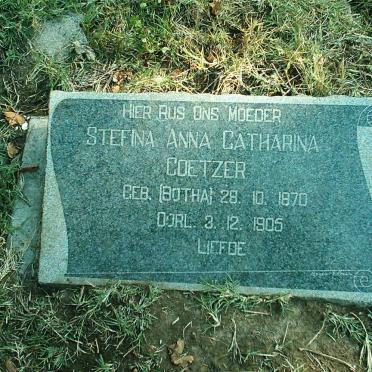 HIER RUS ONS MOEDER
STEFINA ANNA CATHARINA
COETZER
GEB. (BOTHA) 28. 10. 1870
OORL. 3. 12. 1905
LIEFDE